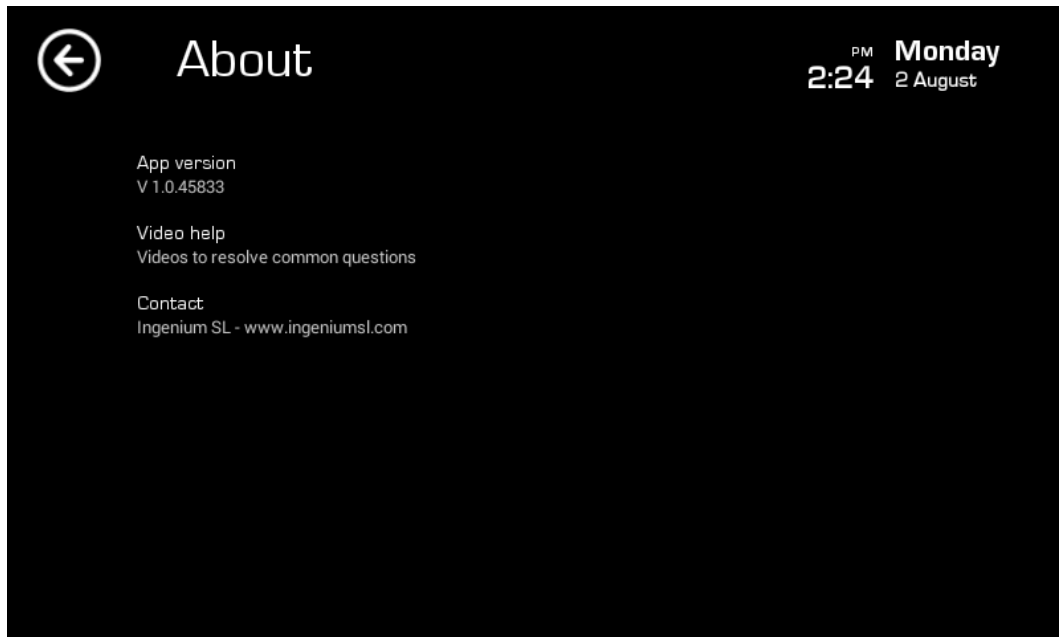 About
PM
2:24
Monday
2 August
App version
V 1.0.45833
Video help
Videos to resolve common questions
Contact
Ingenium SL - www.ingeniumsl.com